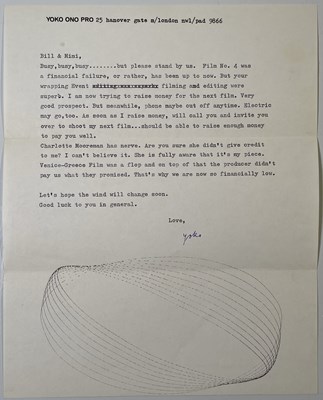 YOKO ONO PRO 25 hanover gate m/london nw1/pad 9866
Bill & Mimi,
Busy,busy,busy........but please stand by us. Film No. 4 was
a financial failure, or rather, has been up to now. But your
wrapping Event filming and editing were
superb. I am now trying to raise money for the next film. Very
good prospect. But meanwhile, phone maybe cut off anytime. Electric
may go,too. As soon as I raise money, will call you and invite you
over to shoot my next film...should be able to raise enough money
to pay you well.
Charlotte Moorman has nerve. Are you sure she didn't give credit
to me? I can't believe it. She is fully aware that it's my piece.
Venice-Greece Film was a flop and on top of that the producer didn't
pay us what they promised. That's why we are now so financially low.
Let's hope the wind will change soon.
Good luck to you in general.
Love,
yoko